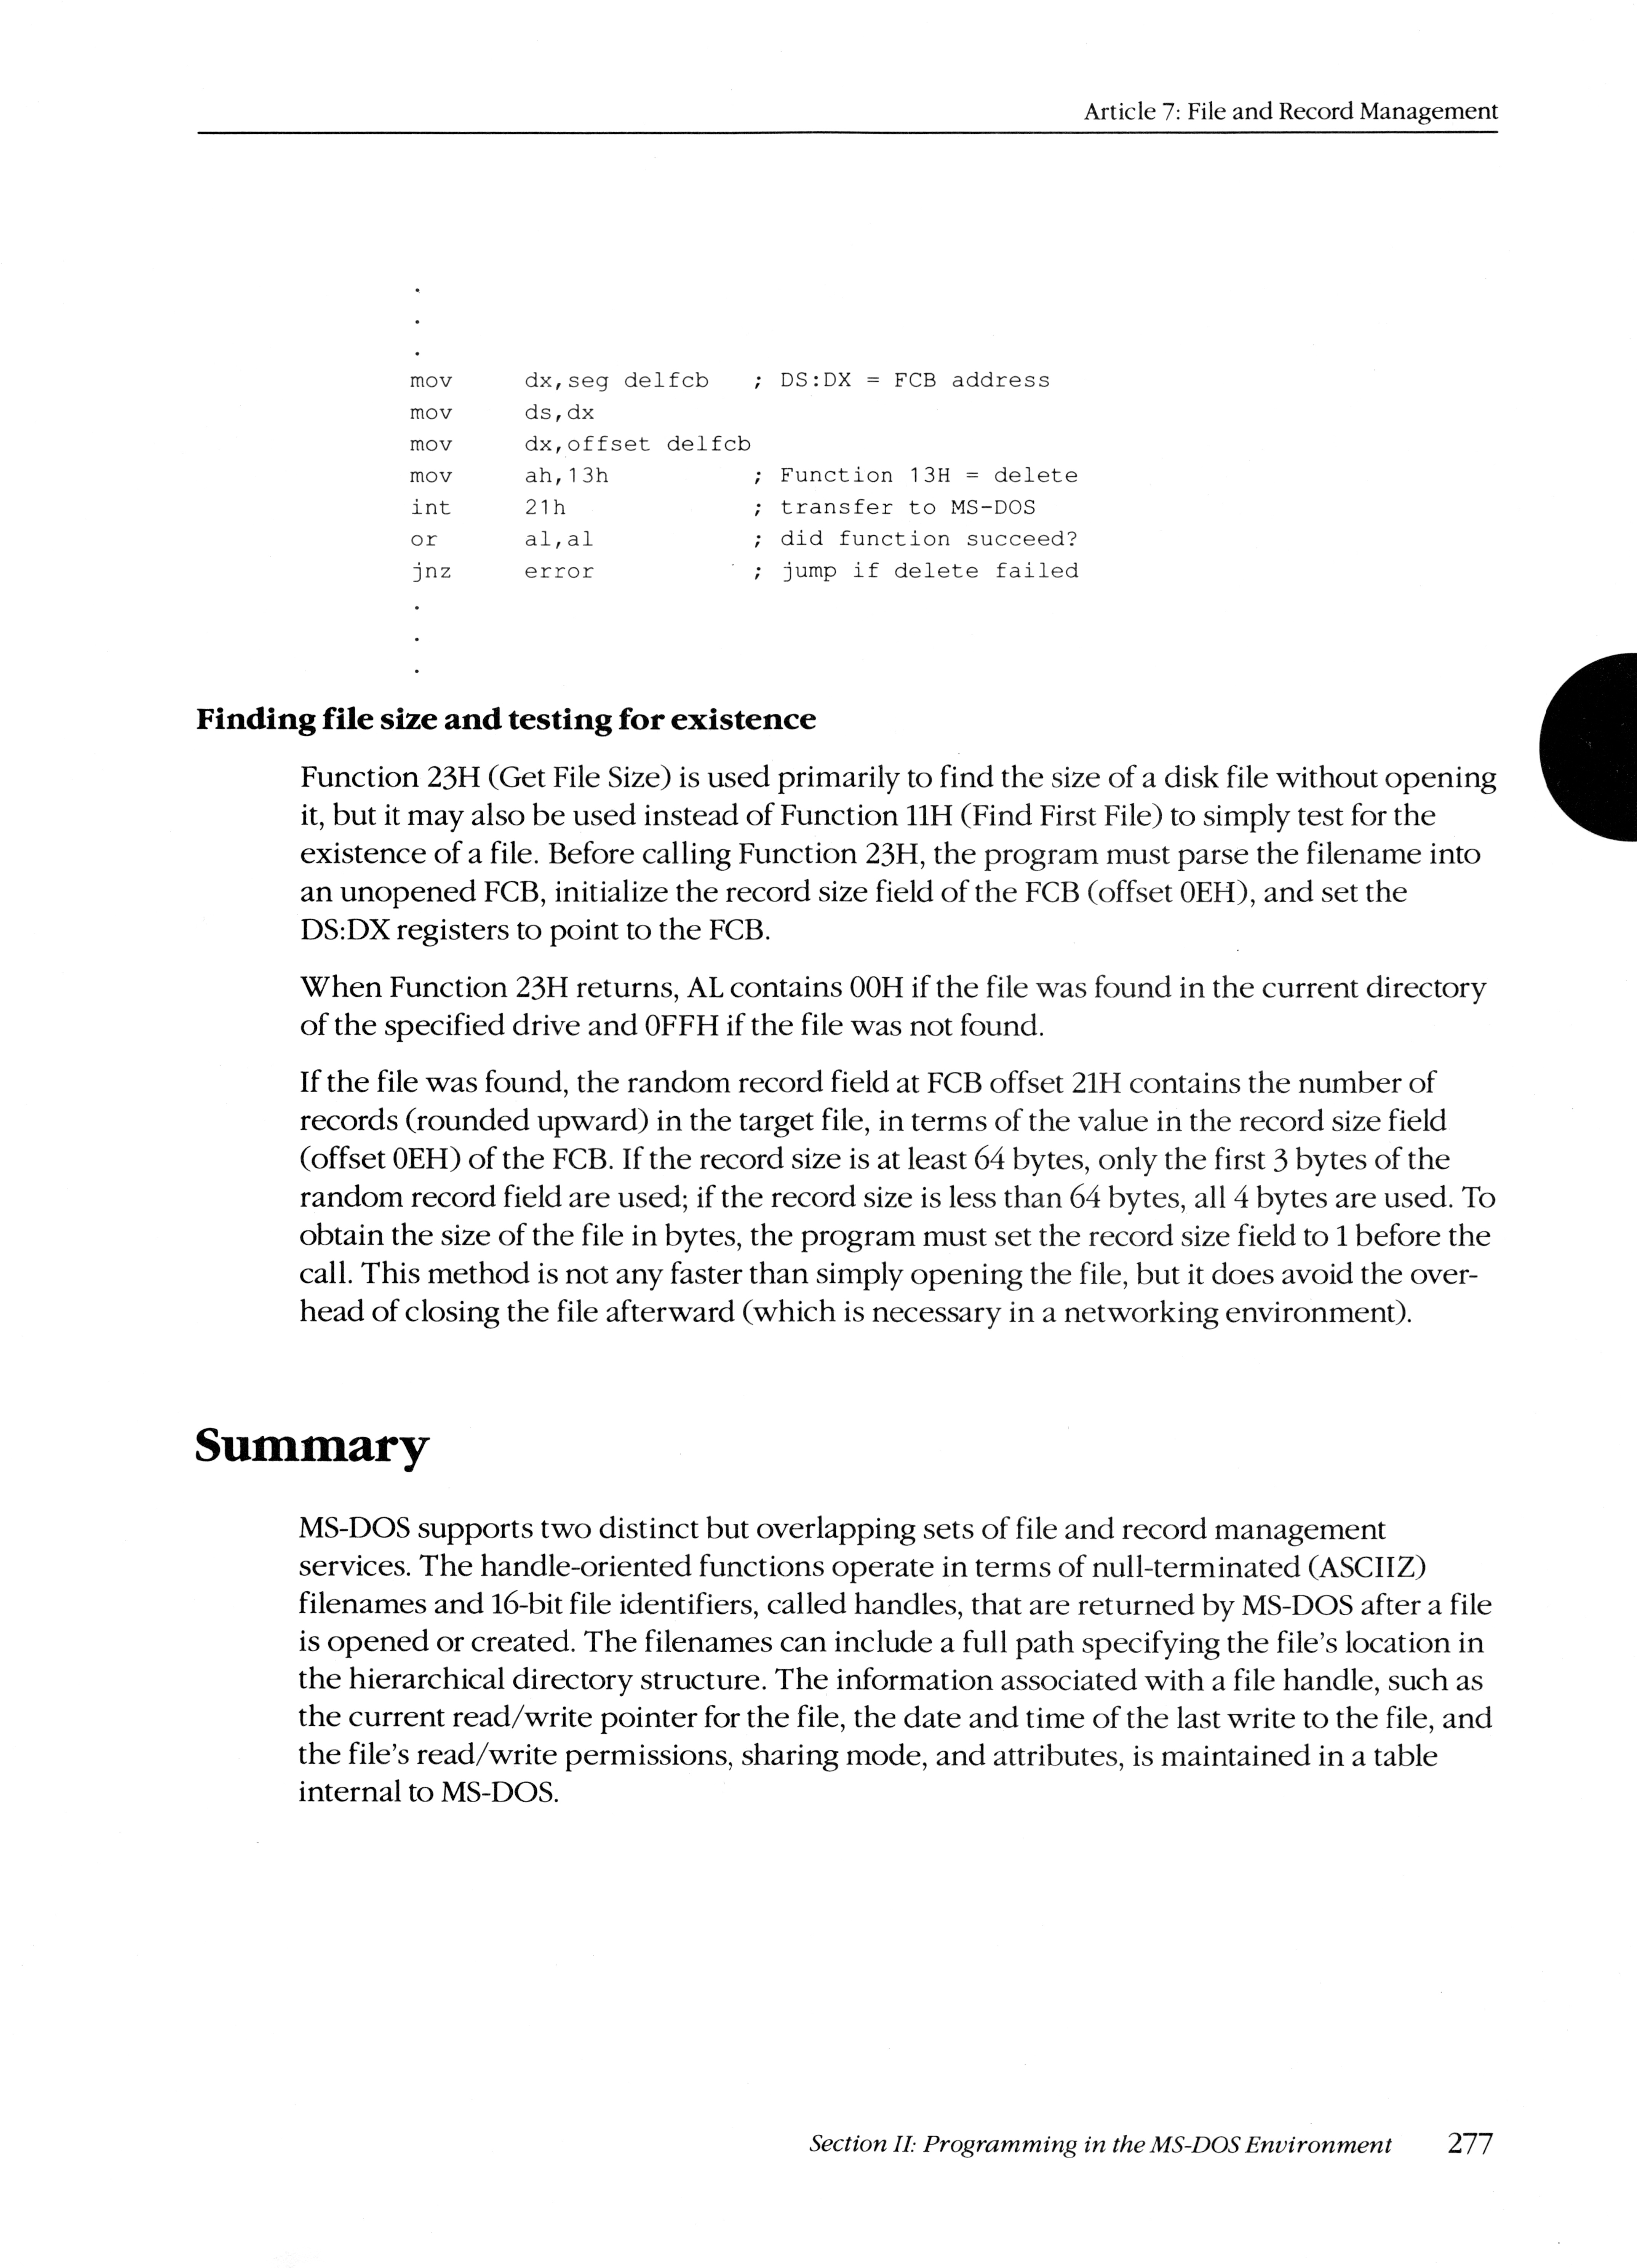 Article 7: File and Record Management
.
.
.
mov dx,seg delfcb ; DS:DX = FCB address
mov ds,dx
mov dx,offset delfcb
mov ah,13h ; Function 13H = delete
int 21h ; transfer to MS-DOS
or al,al ; did function succeed?
jnz error ; jump if delete failed
.
.
.
Finding file size and testing for existence
Function 23H (Get File Size) is used primarily to find the size of a disk file without opening
it, but it may also be used instead of Function 11H (Find First File) to simply test for the
existence of a file. Before calling Function 23H, the program must parse the filename into
an unopened FCB, initialize the record size field of the FCB (offset 0EH), and set the
DS:DX registers to point to the FCB.
When Function 23H returns, AL contains 00H if the file was found in the current directory
of the specified drive and 0FFH if the file was not found.
If the file was found, the random record field at FCB offset 21H contains the number of
records (rounded upward) in the target file, in terms of the value in the record size field
(offset 0EH) of the FCB. If the record size is at least 64 bytes, only the first 3 bytes of the
random record field are used; if the record size is less than 64 bytes, all 4 bytes are used. To
obtain the size of the file in bytes, the program must set the record size field to 1 before the
call. This method is not any faster than simply opening the file, but it does avoid the over-
head of closing the file afterward (which is necessary in a networking environment).
Summary
MS-DOS supports two distinct but overlapping sets of file and record management
services. The handle-oriented functions operate in terms of null-terminated (ASCIIZ)
filenames and 16-bit file identifiers, called handles, that are returned by MS-DOS after a file
is opened or created. The filenames can include a full path specifying the file's location in
the hierarchical directory structure. The information associated with a file handle, such as
the current read/write pointer for the file, the date and time of the last write to the file, and
the file's read/write permissions, sharing mode, and attributes, is maintained in a table
internal to MS-DOS.
Section II: Programming in the MS-DOS Environment 277